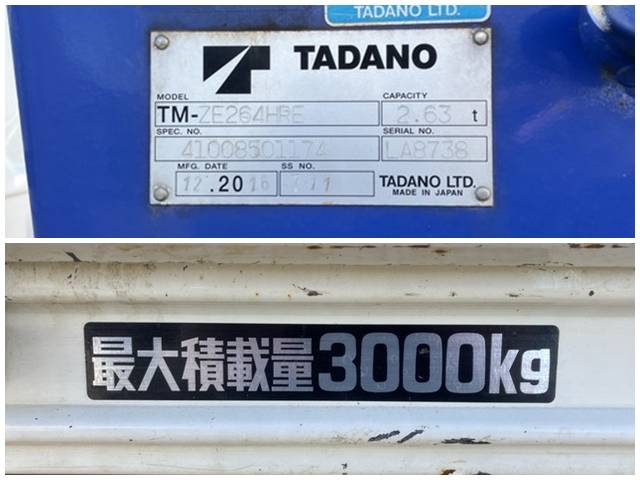 TADANO LTD.
TADANO
MODEL
CAPACITY
TM-ZE264HRE
2.63 t
SPEC. NO.
SERIAL NO.
41008501174
LA8738
MFG. DATE
SS NO.
12.2016
TADANO LTD.
MADE IN JAPAN
最大積載量3000kg